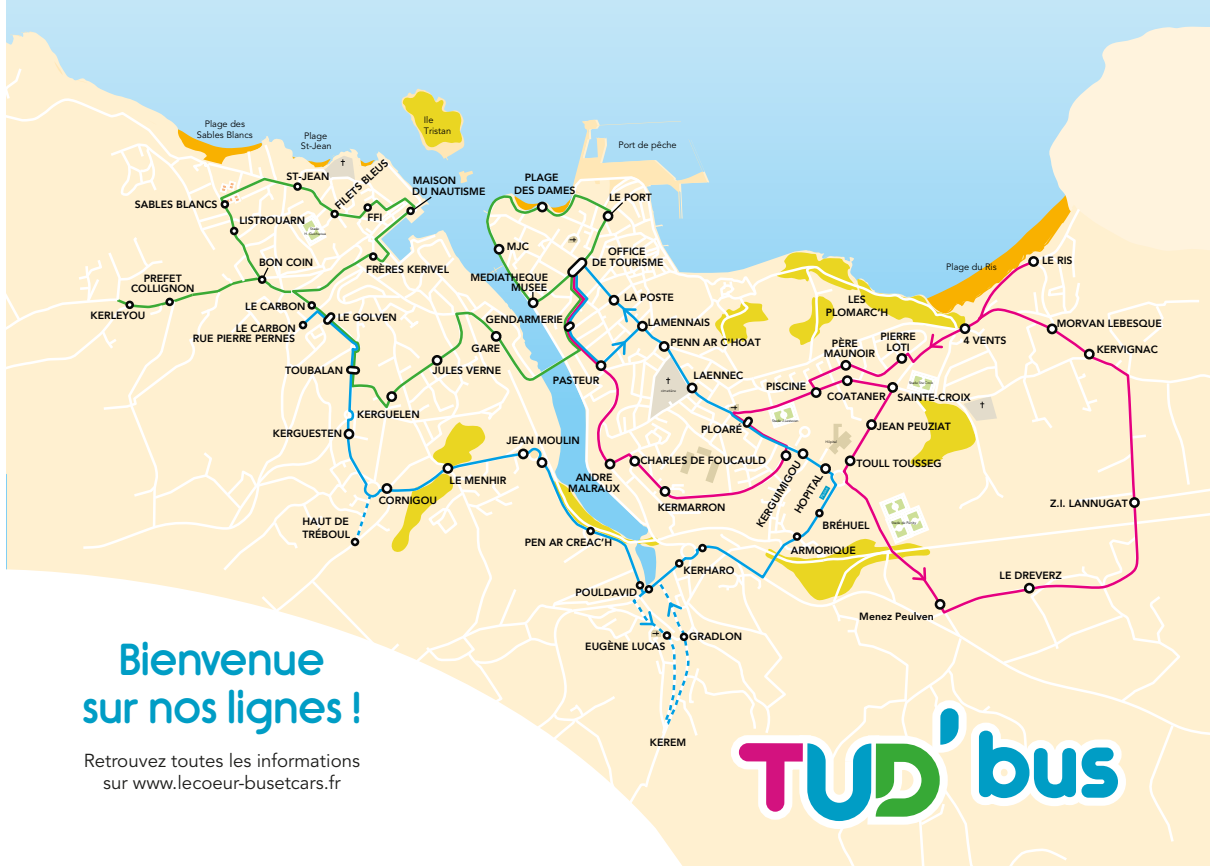 Plage des
Sables Blancs
Plage
St-Jean
Ile
Tristan
Port de pêche
ST-JEAN
FILETS BLEUS
MAISON
DU NAUTISME
PLAGE
DES DAMES
LE PORT
SABLES BLANCS
FFI
LISTROUARN
MJC
OFFICE
DE TOURISME
BON COIN
FRÈRES KERIVEL
PREFET
COLLIGNON
MEDIATHEQUE
MUSEE
Plage du Ris
LE RIS
KERLEYOU
LE CARBON
LE GOLVEN
LE CARBON
RUE PIERRE PERNES
GENDARMERIE
LA POSTE
LAMENNAIS
LES
PLOMARC'H
MORVAN LEBESQUE
PENN AR C'HOAT
PÈRE
MAUNOIR
PIERRE
LOTI
4 VENTS
KERVIGNAC
GARE
TOUBALAN
JULES VERNE
PASTEUR
LAENNEC
PISCINE
COATANER
SAINTE-CROIX
KERGUELEN
KERGUESTEN
JEAN MOULIN
PLOARÉ
JEAN PEUZIAT
CHARLES DE FOUCAULD
TOULL TOUSSEG
LE MENHIR
ANDRE
MALRAUX
KERGUIMIGOU
HOPITAL
CORNIGOU
KERMARRON
Z.I. LANNUGAT
HAUT DE
TRÉBOUL
BRÉHUEL
PEN AR CREAC'H
ARMORIQUE
KERHARO
LE DREVERZ
POULDAVID
Menez Peulven
EUGÈNE LUCAS
GRADLON
KEREM
Bienvenue
sur nos lignes !
Retrouvez toutes les informations
sur www.lecoeur-busetcars.fr
TUD'bus